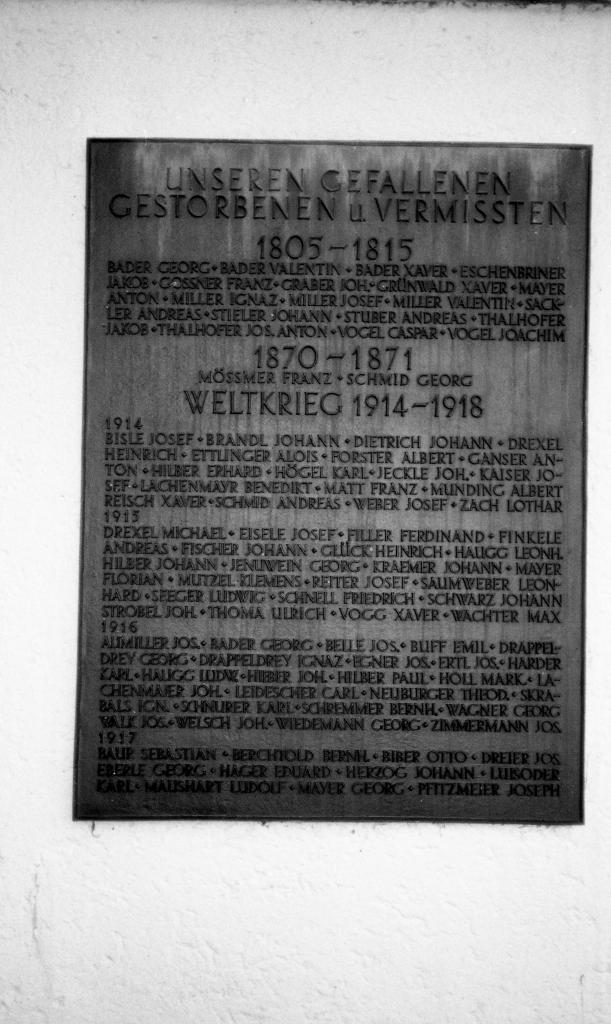 UNSEREN GEFALLENEN
GESTORBENEN u. VERMISSTEN
1805–1815
BADER GEORG • BADER VALENTIN • BADER XAVER • ESCHENBRINER
JAKOB • GOSSNER FRANZ • GRABER JOH. • GRÜNWALD XAVER • MAYER
ANTON • MILLER IGNAZ • MILLER JOSEF • MILLER VALENTIN • SACK-
LER ANDREAS • STIELER JOHANN • STUBER ANDREAS • THALHOFER
JAKOB • THALHOFER JOS. ANTON • VOGEL CASPAR • VOGEL JOACHIM
1870–1871
MÖSSMER FRANZ • SCHMID GEORG
WELTKRIEG 1914–1918
1914
BISLE JOSEF • BRANDL JOHANN • DIETRICH JOHANN • DREXEL
HEINRICH • ETTLINGER ALOIS • FORSTER ALBERT • GANSER AN-
TON • HILBER ERHARD • HÖGEL KARL • JECKLE JOH. • KAISER JO-
SEF • LACHENMAYR BENEDIKT • MATT FRANZ • MUNDING ALBERT
REISCH XAVER • SCHMID ANDREAS • WEBER JOSEF • ZACH LOTHAR
1915
DREXEL MICHAEL • EISELE JOSEF • FILLER FERDINAND • FINKELE
ANDREAS • FISCHER JOHANN • GLÜCK HEINRICH • HAUGG LEONH.
HILBER JOHANN • JENUWEIN GEORG • KRAEMER JOHANN • MAYER
FLORIAN • MUTZEL KLEMENS • REITER JOSEF • SAUMWEBER LEON-
HARD • SEEGER LUDWIG • SCHNELL FRIEDRICH • SCHWARZ JOHANN
STROBEL JOH. • THOMA ULRICH • VOGG XAVER • WACHTER MAX
1916
AUMILLER JOS. • BADER GEORG • BELLE JOS. • BUFF EMIL • DRAPPEL-
DREY GEORG • DRAPPELDREY IGNAZ • EGNER JOS. • ERTL JOS. • HARDER
KARL • HAUGG LUDW. • HIEBER JOH. • HILBER PAUL • HOLL MARK. • LA-
CHENMAIER JOH. • LEIDESCHER CARL • NEUBURGER THEOD. • SKRA-
BALS IGN. • SCHNURER KARL • SCHREMMER BERNH. • WAGNER GEORG
WALK JOS. • WELSCH JOH. • WIEDEMANN GEORG • ZIMMERMANN JOS.
1917
BAUR SEBASTIAN • BERCHTOLD BERNH. • BIBER OTTO • DREIER JOS.
EBERLE GEORG • HAGER EDUARD • HERZOG JOHANN • LUISODER
KARL • MAUSHART LUDOLF • MAYER GEORG • PFITZMEIER JOSEPH